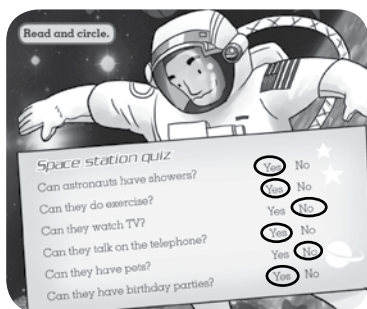 Read and circle.
Space station quiz
Can astronauts have showers? Yes No
Can they do exercise? Yes No
Can they watch TV? Yes No
Can they talk on the telephone? Yes No
Can they have pets? Yes No
Can they have birthday parties? Yes No